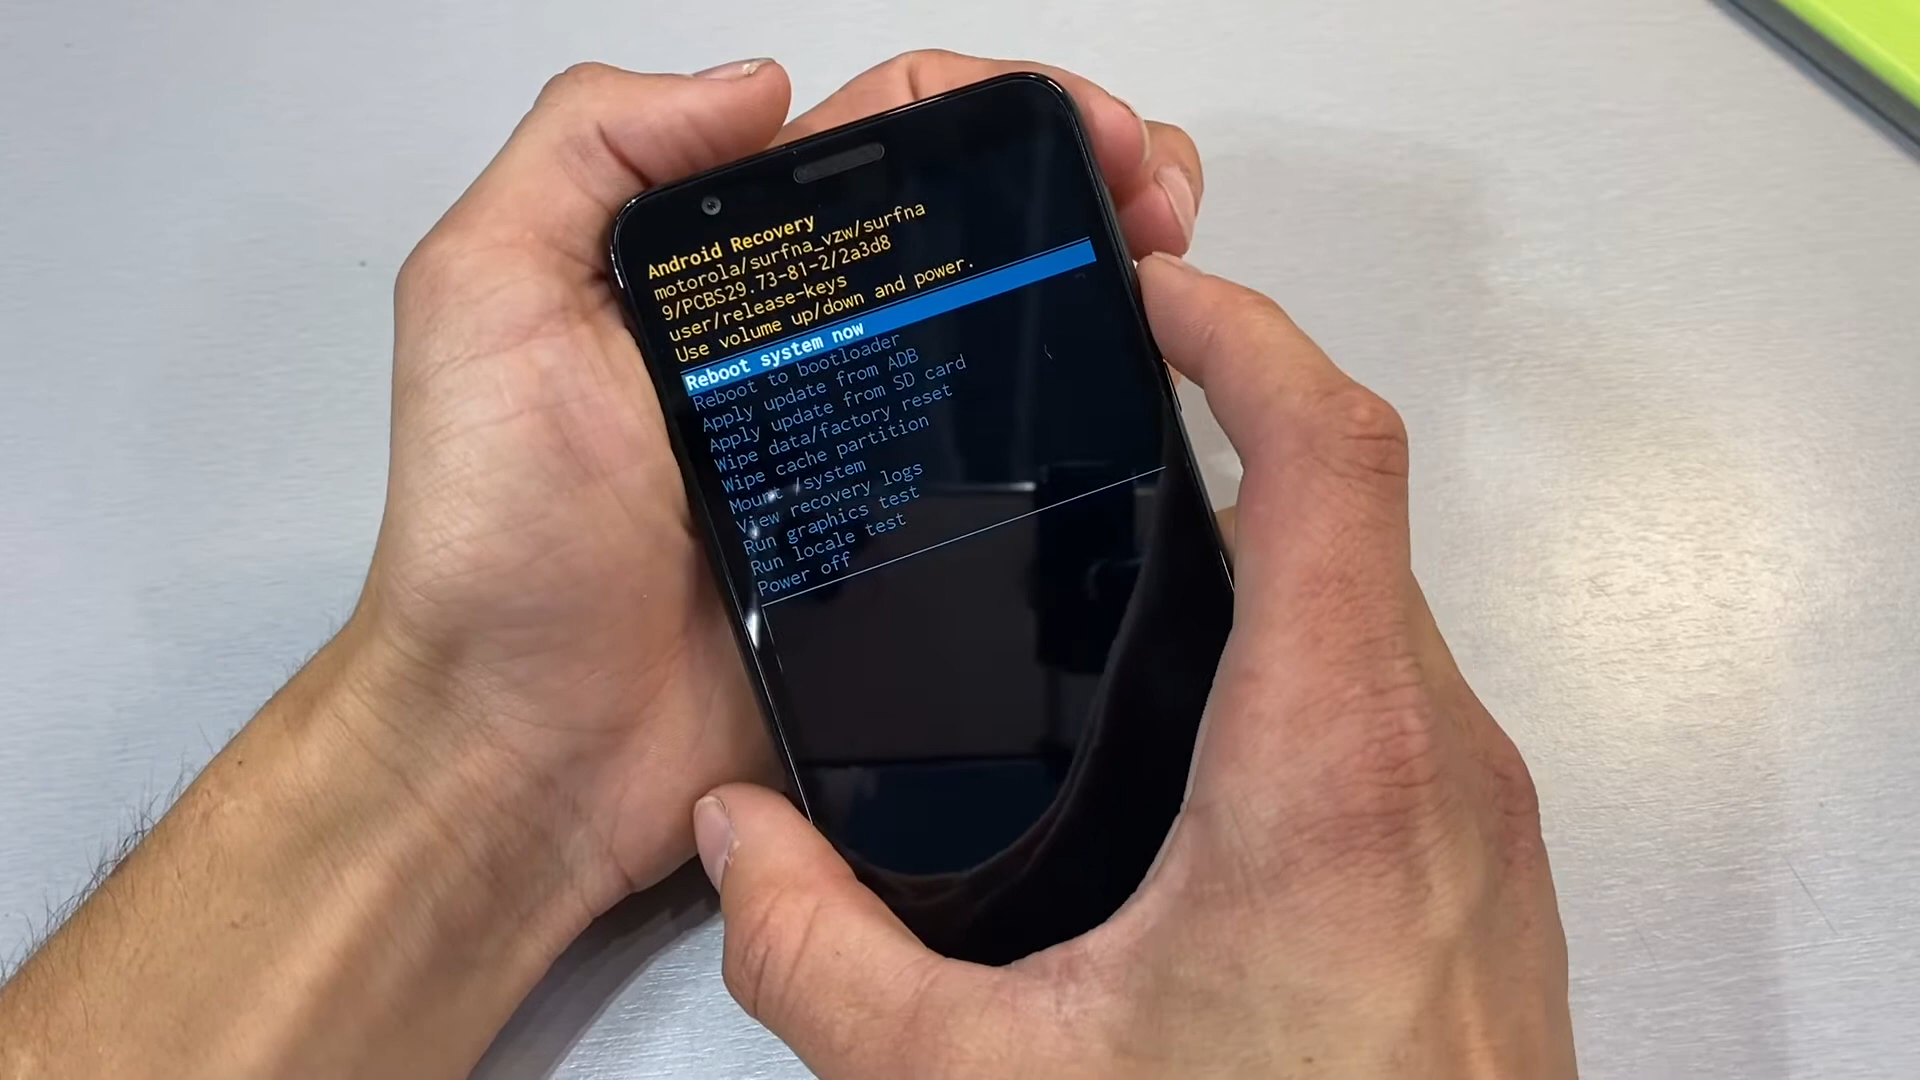 Android Recovery
motorola/surfna_vzw/surfna
9/PCBS29.73-81-2/2a3d8
user/release-keys
Use volume up/down and power.
Reboot system now
Reboot to bootloader
Apply update from ADB
Apply update from SD card
Wipe data/factory reset
Wipe cache partition
Mount /system
View recovery logs
Run graphics test
Run locale test
Power off